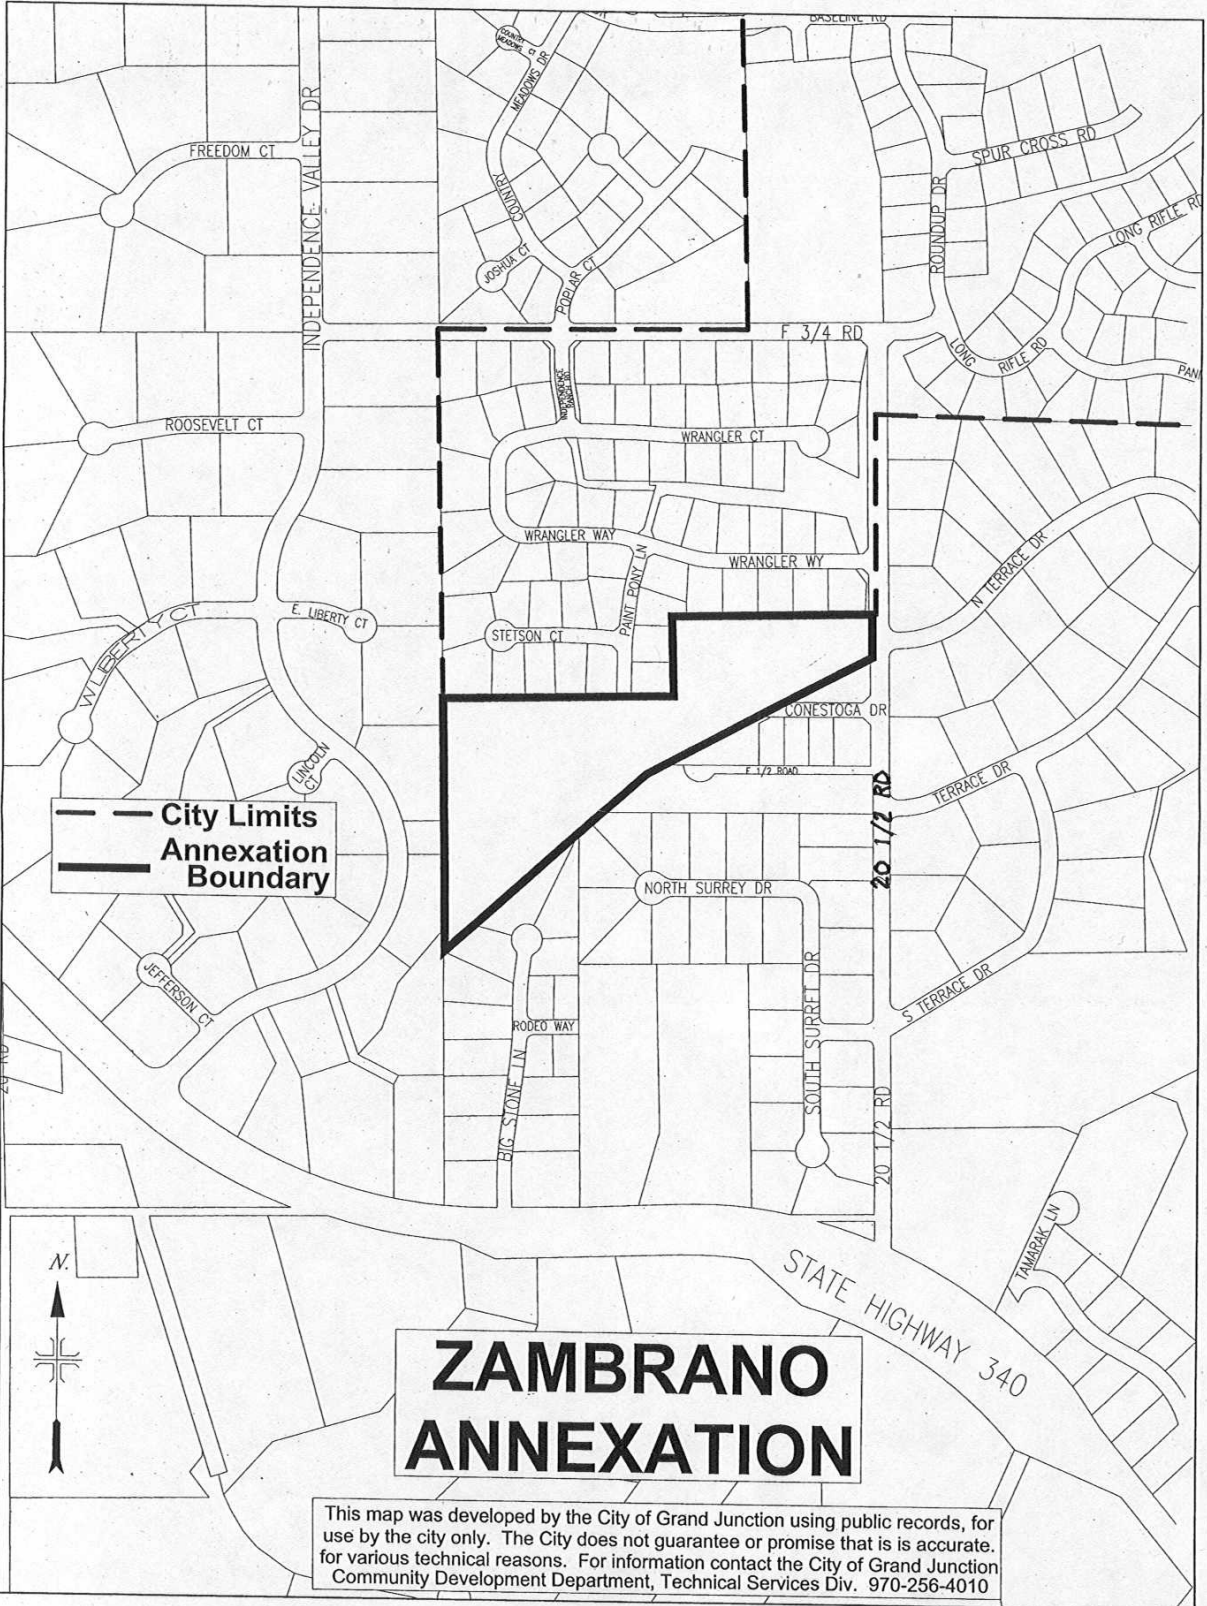 BASELINE RD
COUNTRY CT
MEADOWS
MEADOWS DR
COUNTRY
FREEDOM CT
INDEPENDENCE VALLEY DR
SPUR CROSS RD
ROUNDUP DR
LONG RIFLE RD
JOSHUA CT
POPLAR CT
F 3/4 RD
LONG
RIFLE RD
INDEPENDENCE
RANCH RD
ROOSEVELT CT
WRANGLER CT
WRANGLER WAY
WRANGLER WY
PAINT PONY LN
N TERRACE DR
W LIBERTY CT
E. LIBERTY CT
STETSON CT
CONESTOGA DR
LINCOLN
CT
F 1/2 ROAD
TERRACE DR
20 1/2 RD
City Limits
Annexation
Boundary
NORTH SURREY DR
JEFFERSON CT
RODEO WAY
BIG STONE LN
SOUTH SURRET DR
S TERRACE DR
20 RD
20 1/2 RD
TAMARAK LN
N.
STATE HIGHWAY 340
ZAMBRANO
ANNEXATION
This map was developed by the City of Grand Junction using public records, for
use by the city only. The City does not guarantee or promise that is is accurate.
for various technical reasons. For information contact the City of Grand Junction
Community Development Department, Technical Services Div. 970-256-4010